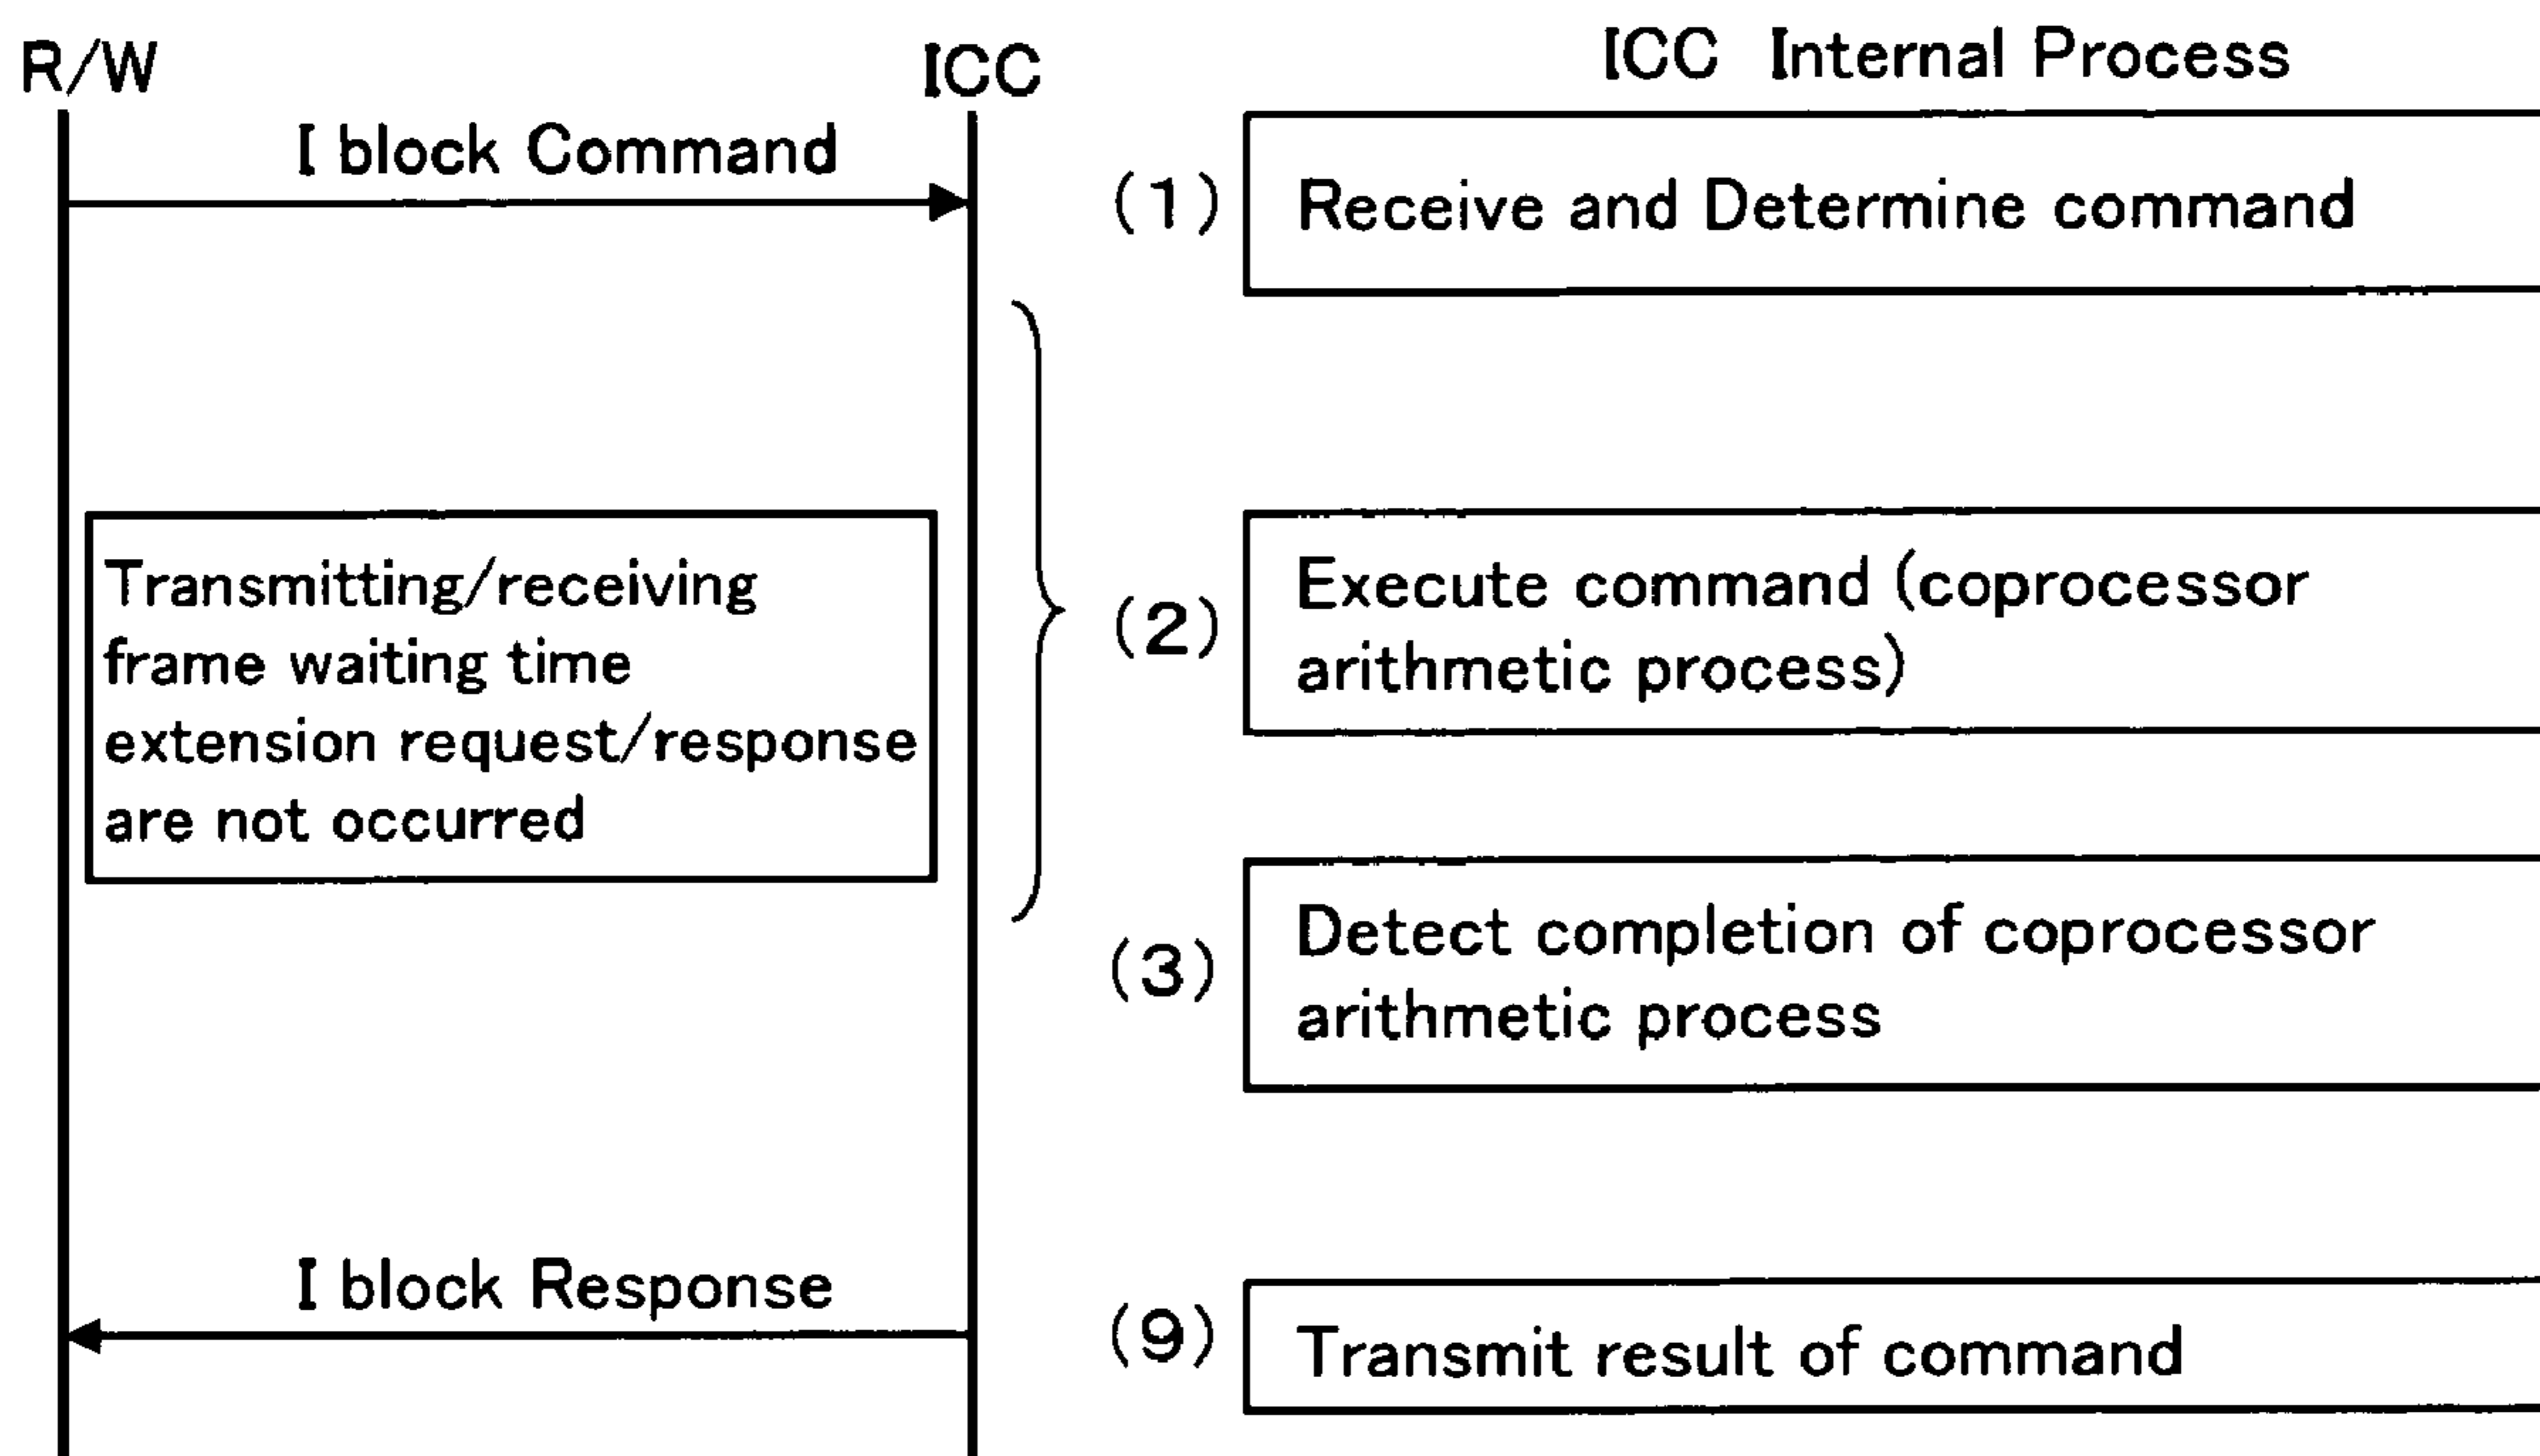 R/W
ICC
ICC Internal Process
I block Command
(1)
Receive and Determine command
Transmitting/receiving
frame waiting time
extension request/response
are not occurred
(2)
Execute command (coprocessor
arithmetic process)
(3)
Detect completion of coprocessor
arithmetic process
I block Response
(9)
Transmit result of command